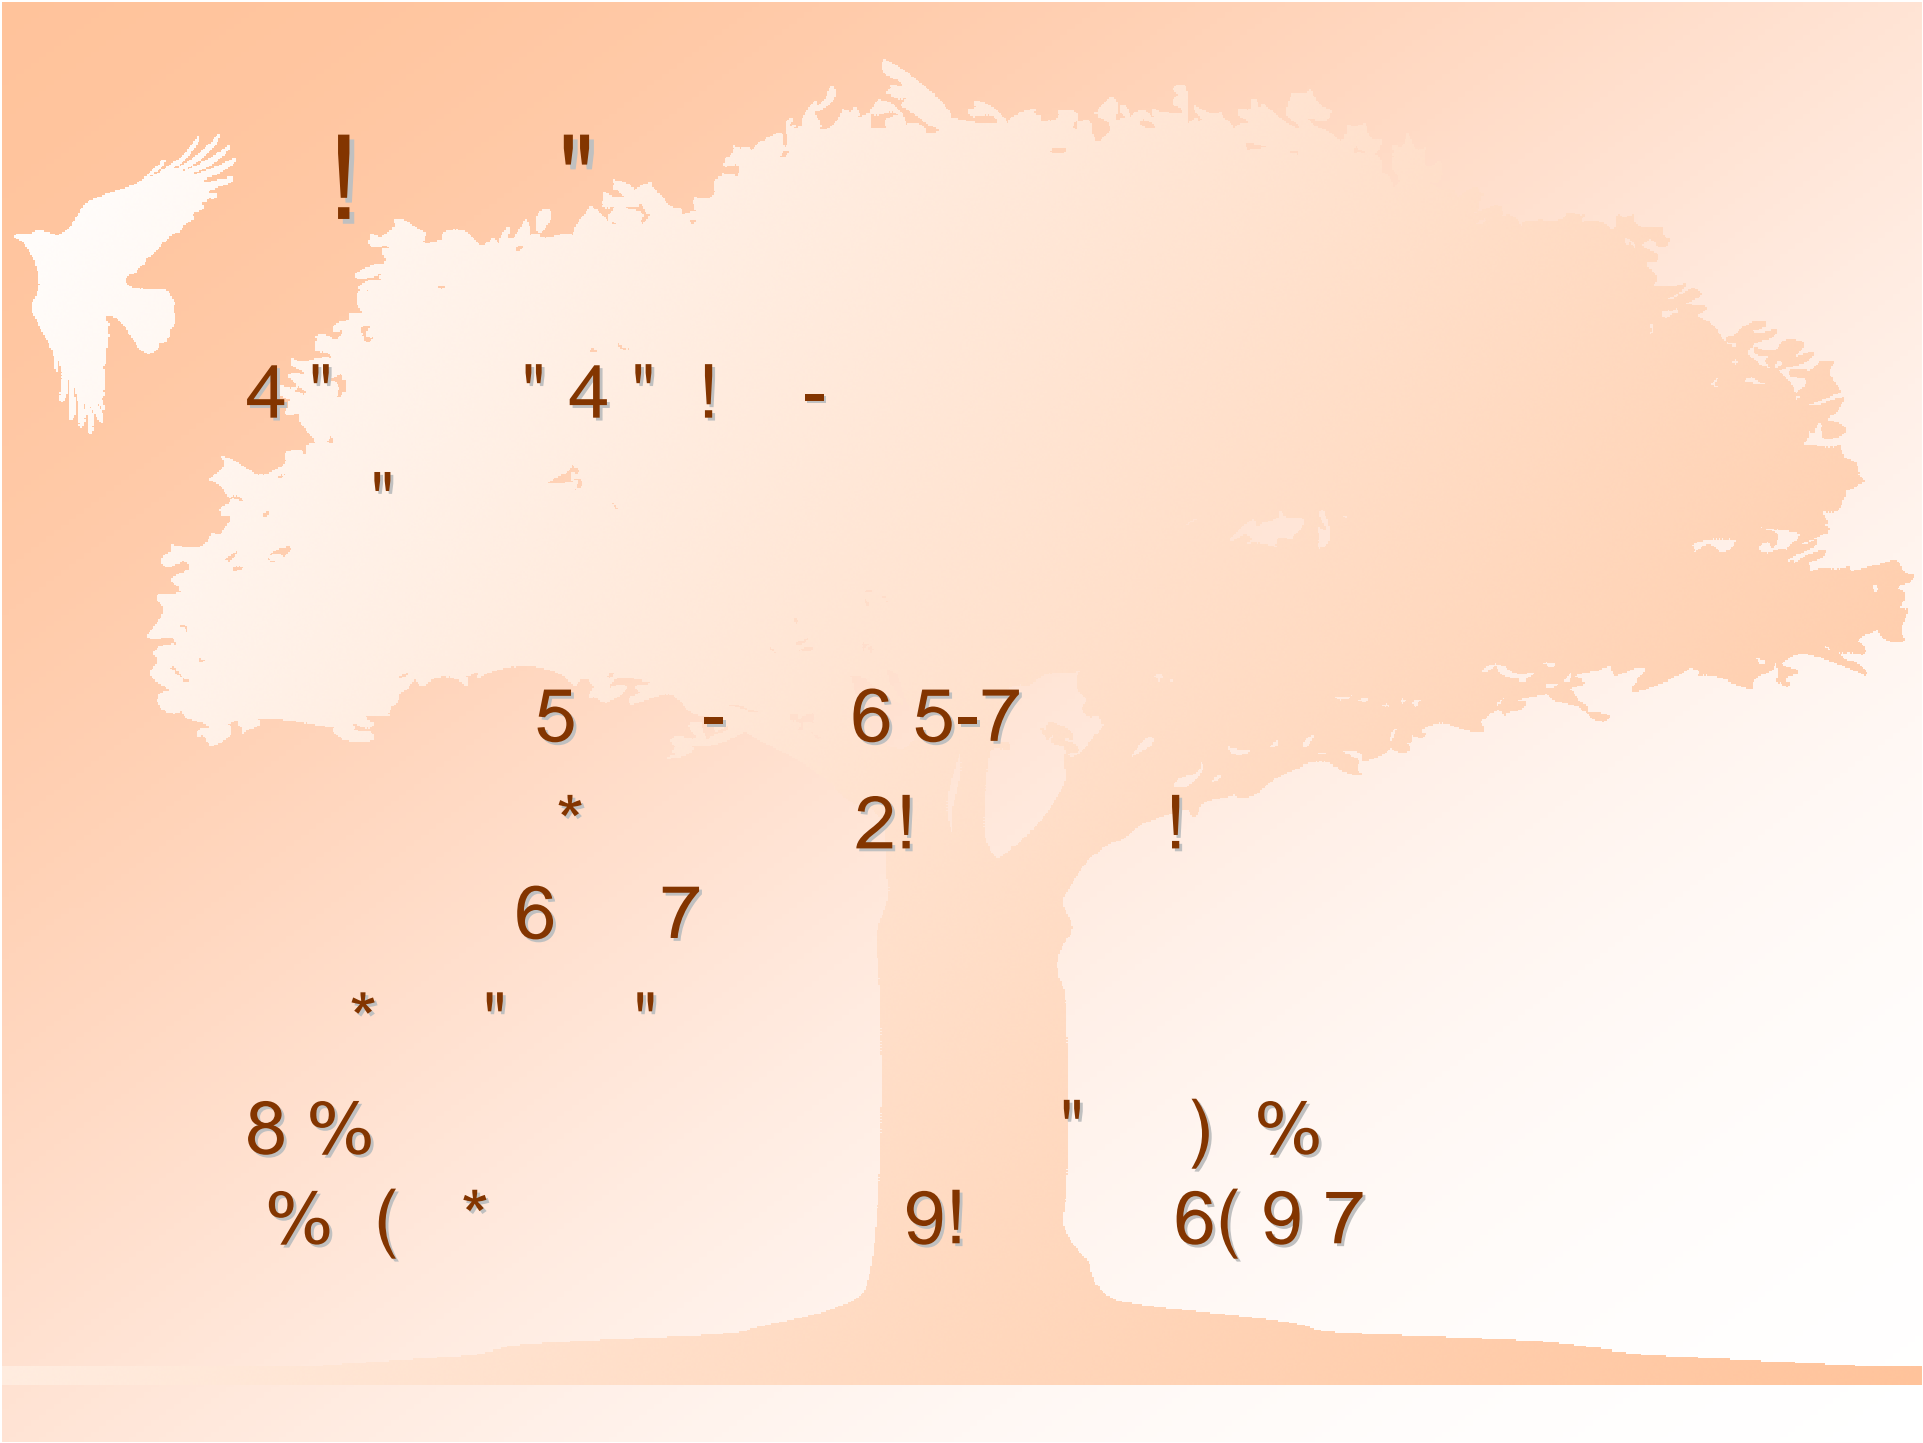 ! "
4 " " 4 " ! -
"
5 - 6 5-7
* 2! !
6 7
* " "
8 % " ) %
% ( * 9! 6( 9 7